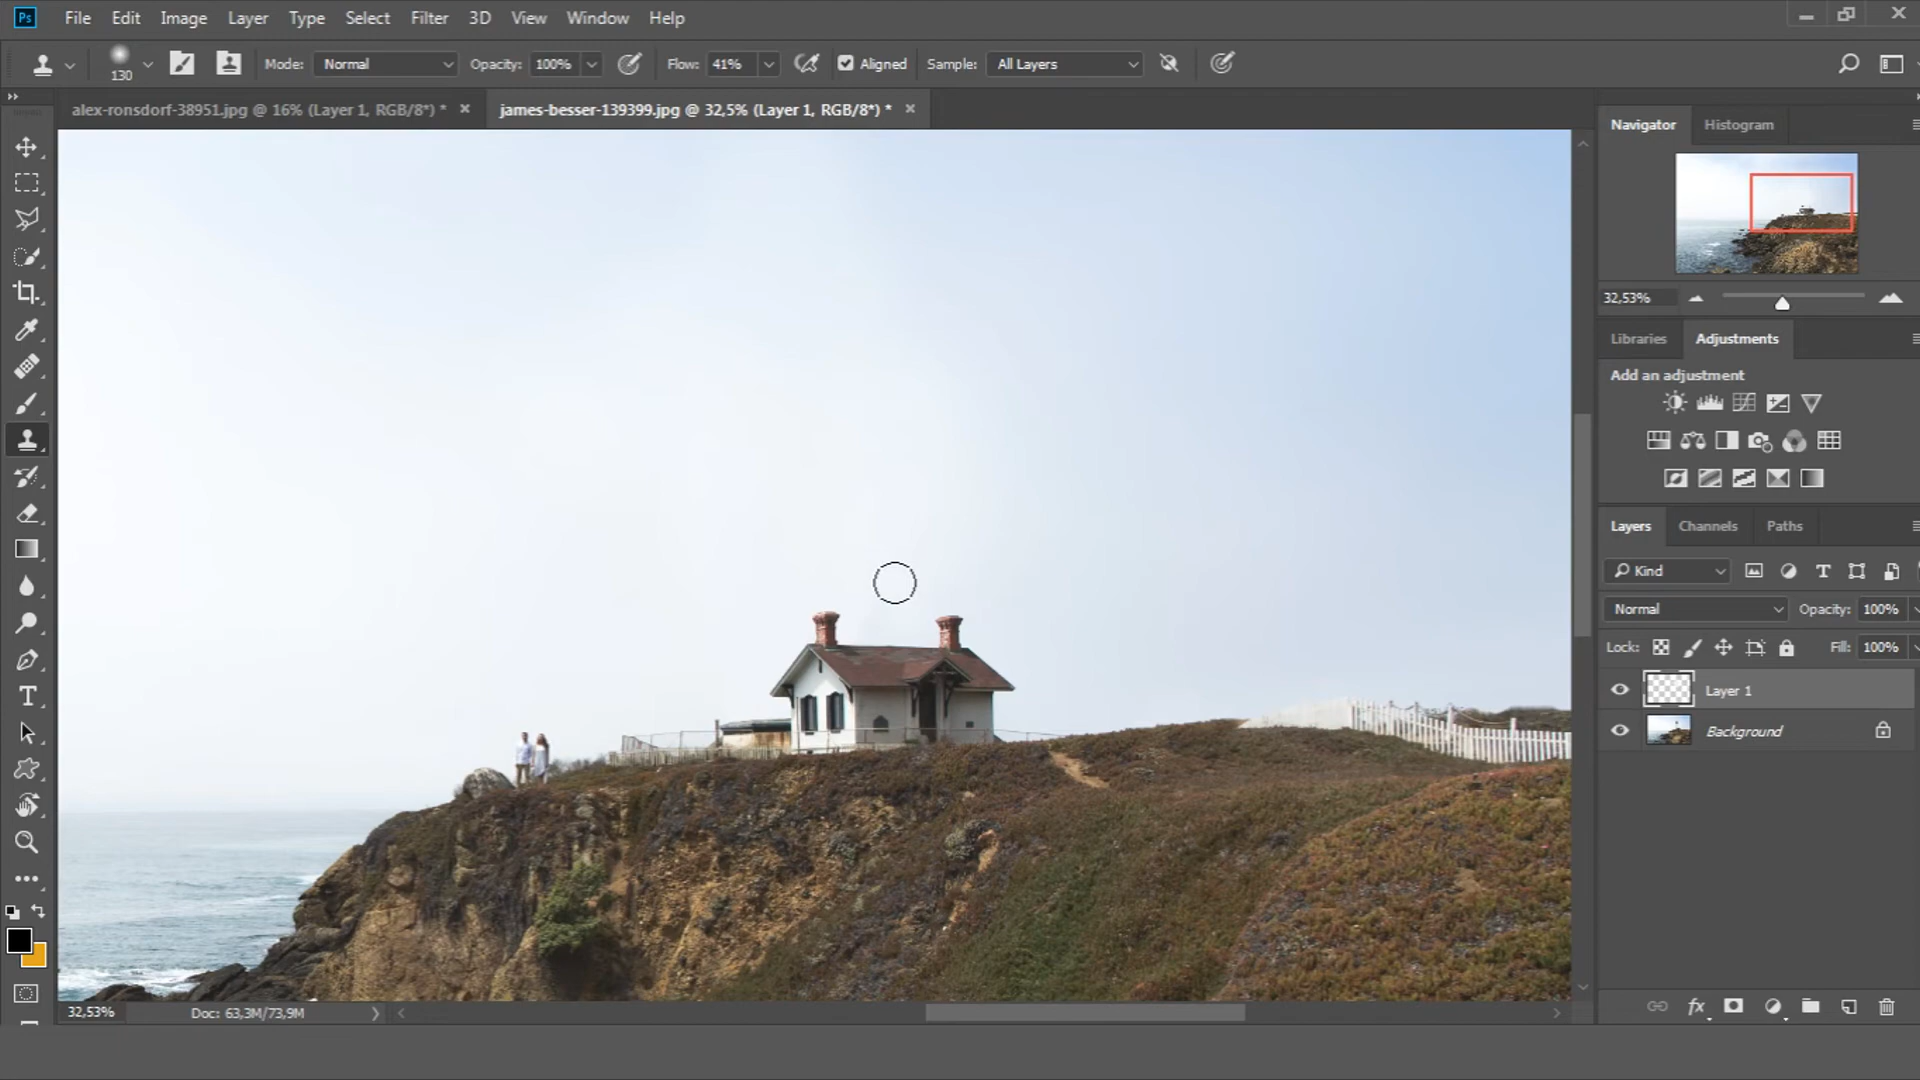 Ps File Edit Image Layer Type Select Filter 3D View Window Help
130 Mode: Normal Opacity: 100% Flow: 41% Aligned Sample: All Layers
alex-ronsdorf-38951.jpg @ 16% (Layer 1, RGB/8*) * × james-besser-139399.jpg @ 32,5% (Layer 1, RGB/8*) * ×
Navigator Histogram
32,53%
Libraries Adjustments
Add an adjustment
Layers Channels Paths
Kind
Normal Opacity: 100%
Lock: Fill: 100%
Layer 1
Background
32,53% Doc: 63,3M/73,9M